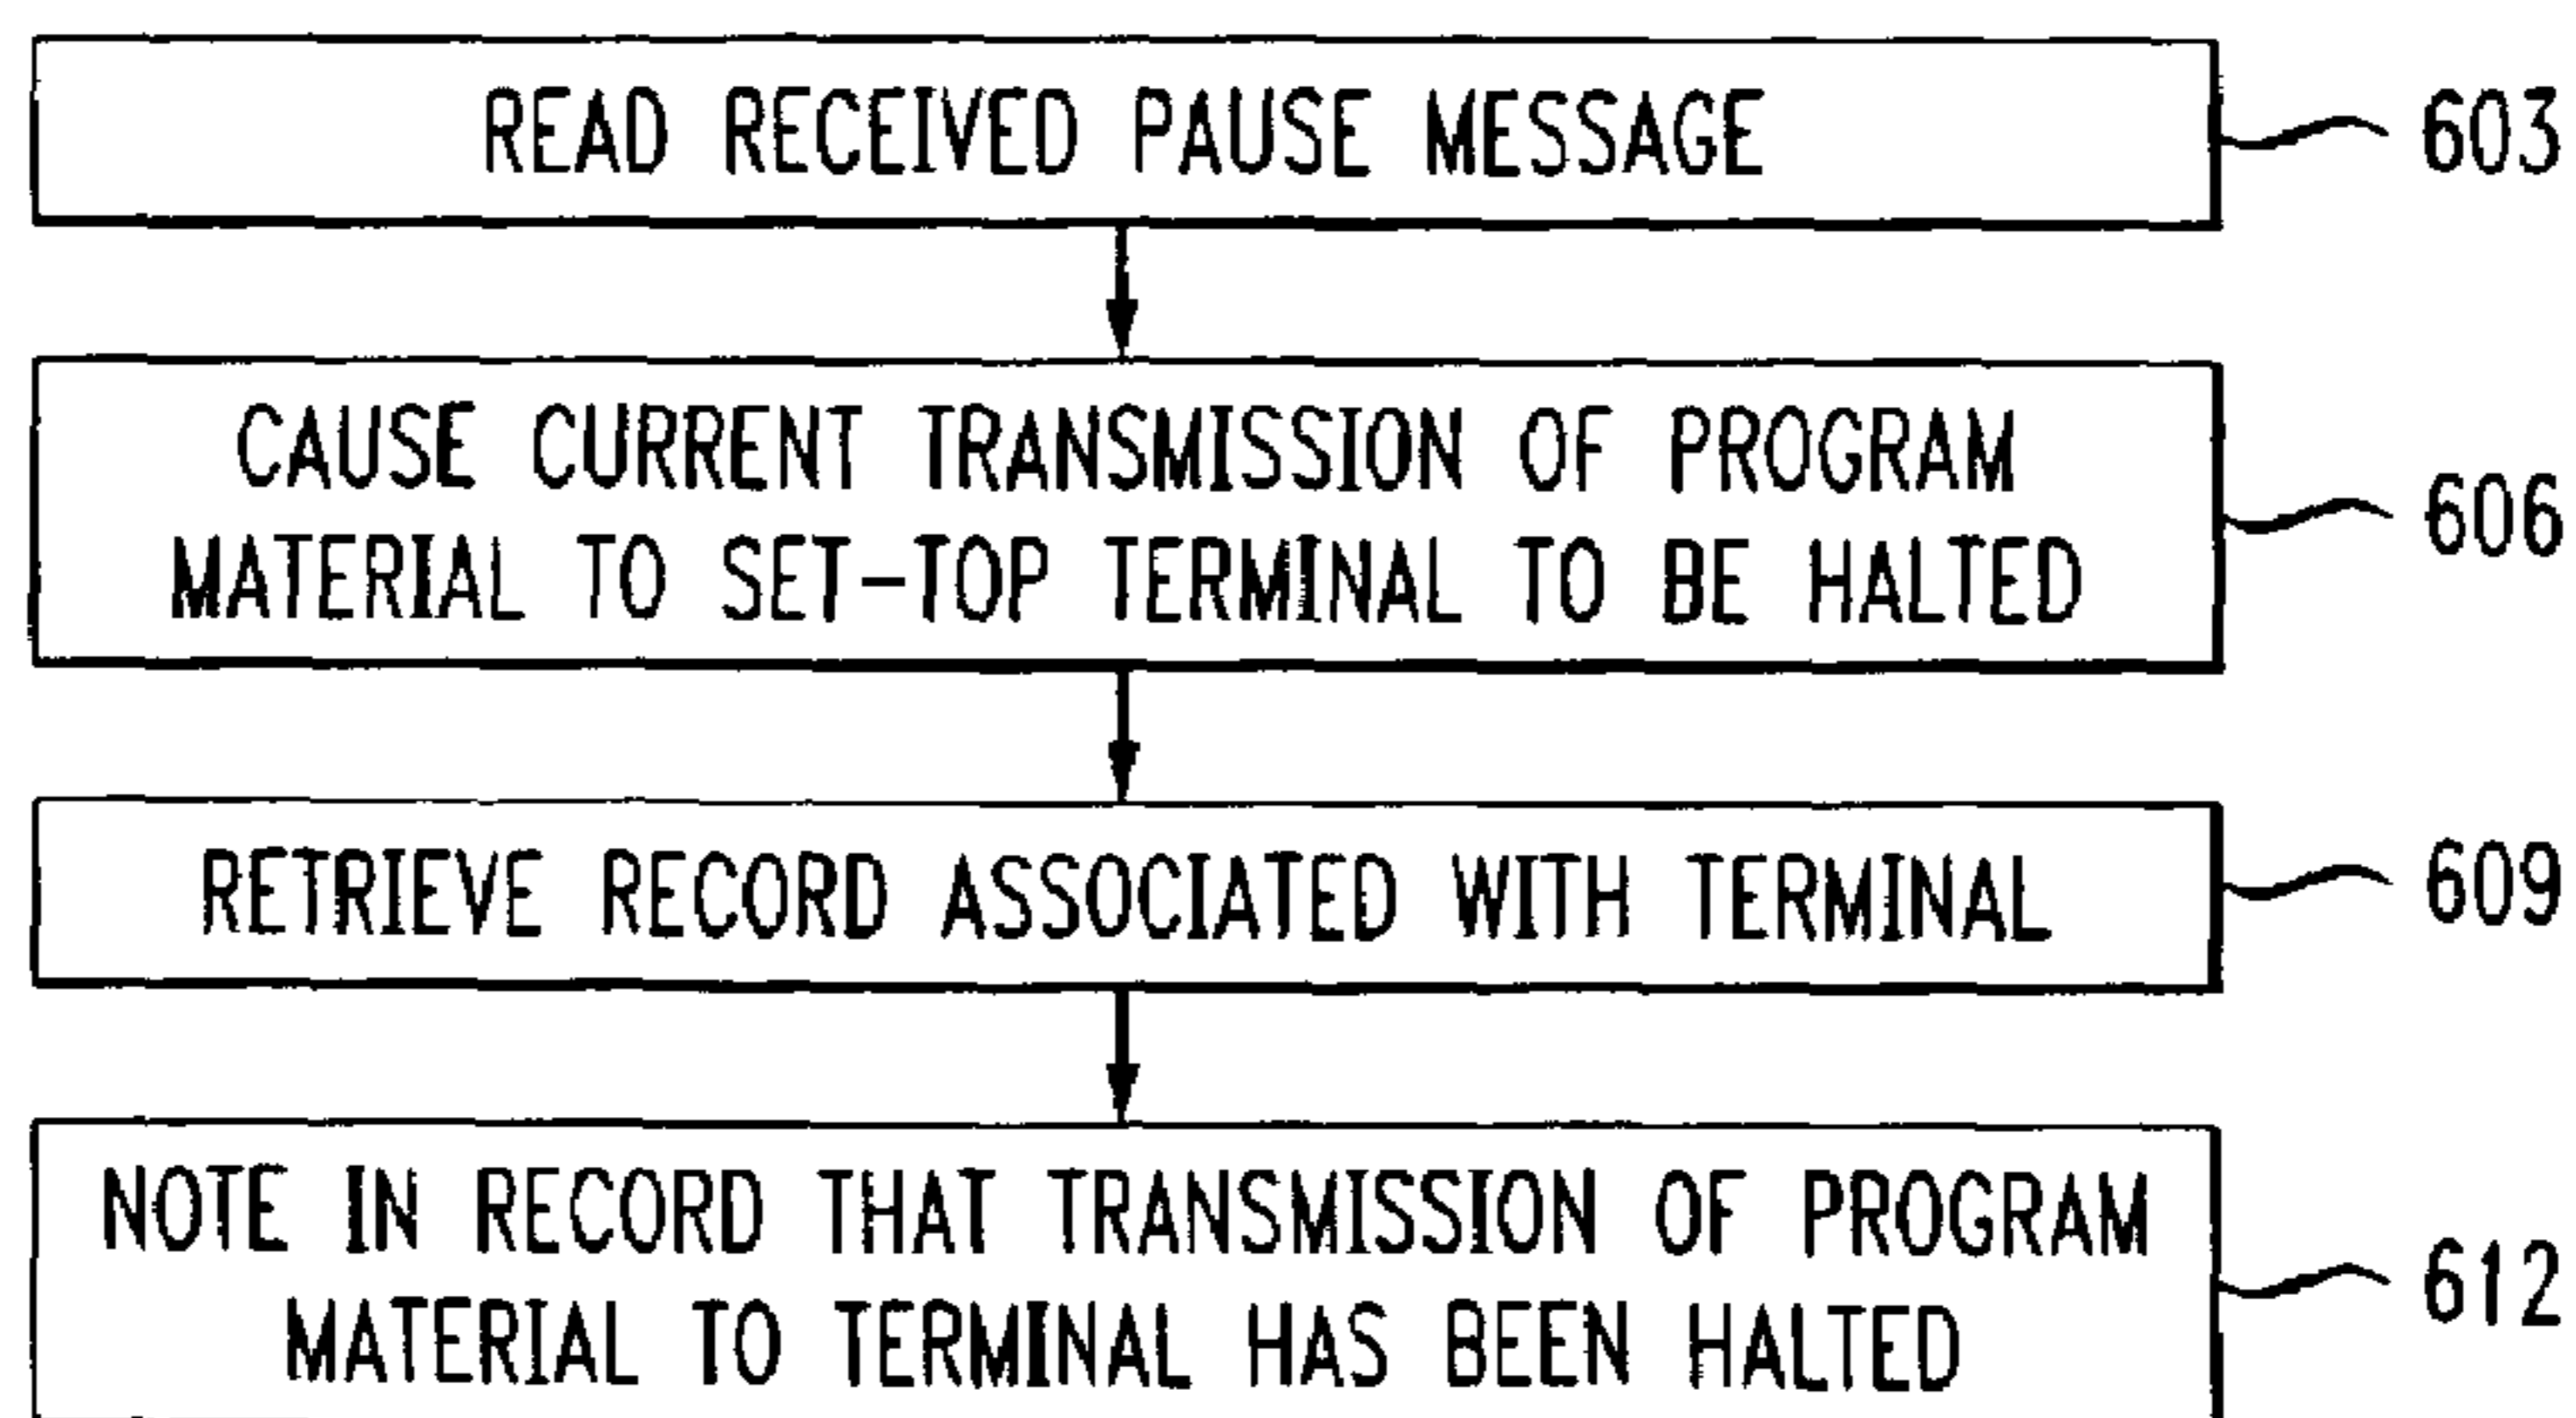 READ RECEIVED PAUSE MESSAGE
603
CAUSE CURRENT TRANSMISSION OF PROGRAM
MATERIAL TO SET-TOP TERMINAL TO BE HALTED
606
RETRIEVE RECORD ASSOCIATED WITH TERMINAL
609
NOTE IN RECORD THAT TRANSMISSION OF PROGRAM
MATERIAL TO TERMINAL HAS BEEN HALTED
612